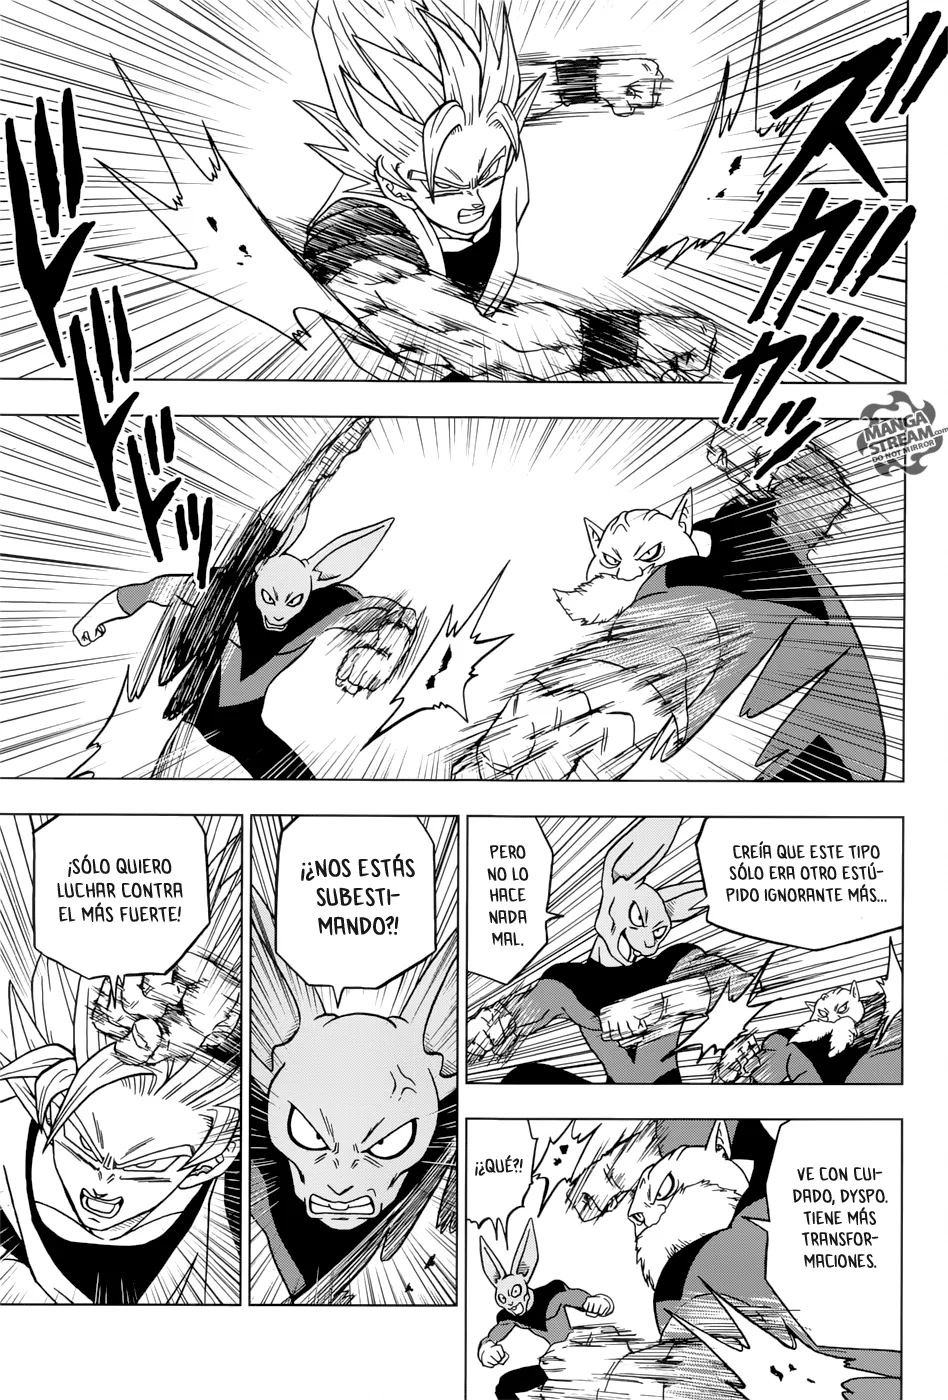 ズガガガ
ドドドド
MANGA
STREAM.com
DO NOT MIRROR
CREÍA QUE ESTE TIPO
SÓLO ERA OTRO ESTÚ-
PIDO IGNORANTE MÁS...
PERO
NO LO
HACE
NADA
MAL.
VE CON CUI-
DADO, DYSPO.
TIENE MÁS
TRANSFOR-
MACIONES.
¡¿QUÉ?!
¡¿NOS ESTÁS
SUBESTI-
MANDO?!
¡SÓLO QUIERO
LUCHAR CONTRA
EL MÁS FUERTE!